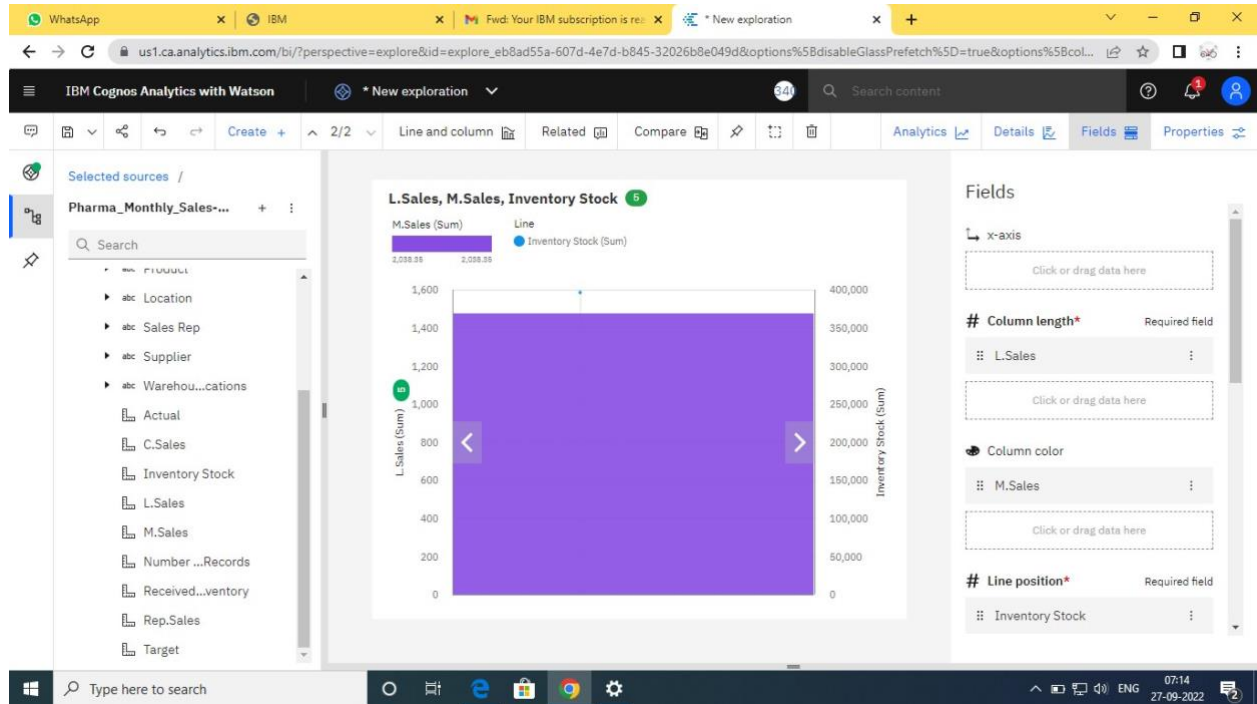 WhatsApp
IBM
Fwd: Your IBM subscription is rea
* New exploration
us1.ca.analytics.ibm.com/bi/?perspective=explore&id=explore_eb8ad55a-607d-4e7d-b845-32026b8e049d&options%5BdisableGlassPrefetch%5D=true&options%5Bcol...
IBM Cognos Analytics with Watson
* New exploration
Search content
Create +
2/2
Line and column
Related
Compare
Analytics
Details
Fields
Properties
Selected sources /
Pharma_Monthly_Sales-...
Search
abc Product
abc Location
abc Sales Rep
abc Supplier
abc Warehou...cations
Actual
C.Sales
Inventory Stock
L.Sales
M.Sales
Number ...Records
Received...ventory
Rep.Sales
Target
L.Sales, M.Sales, Inventory Stock 5
M.Sales (Sum)
Line
Inventory Stock (Sum)
1,600
1,400
1,200
1,000
800
600
400
200
0
L.Sales (Sum)
5
400,000
350,000
300,000
250,000
200,000
150,000
100,000
50,000
0
Inventory Stock (Sum)
Fields
x-axis
Click or drag data here
# Column length* Required field
L.Sales
Click or drag data here
Column color
M.Sales
Click or drag data here
# Line position* Required field
Inventory Stock
Type here to search
ENG
07:14
27-09-2022
2